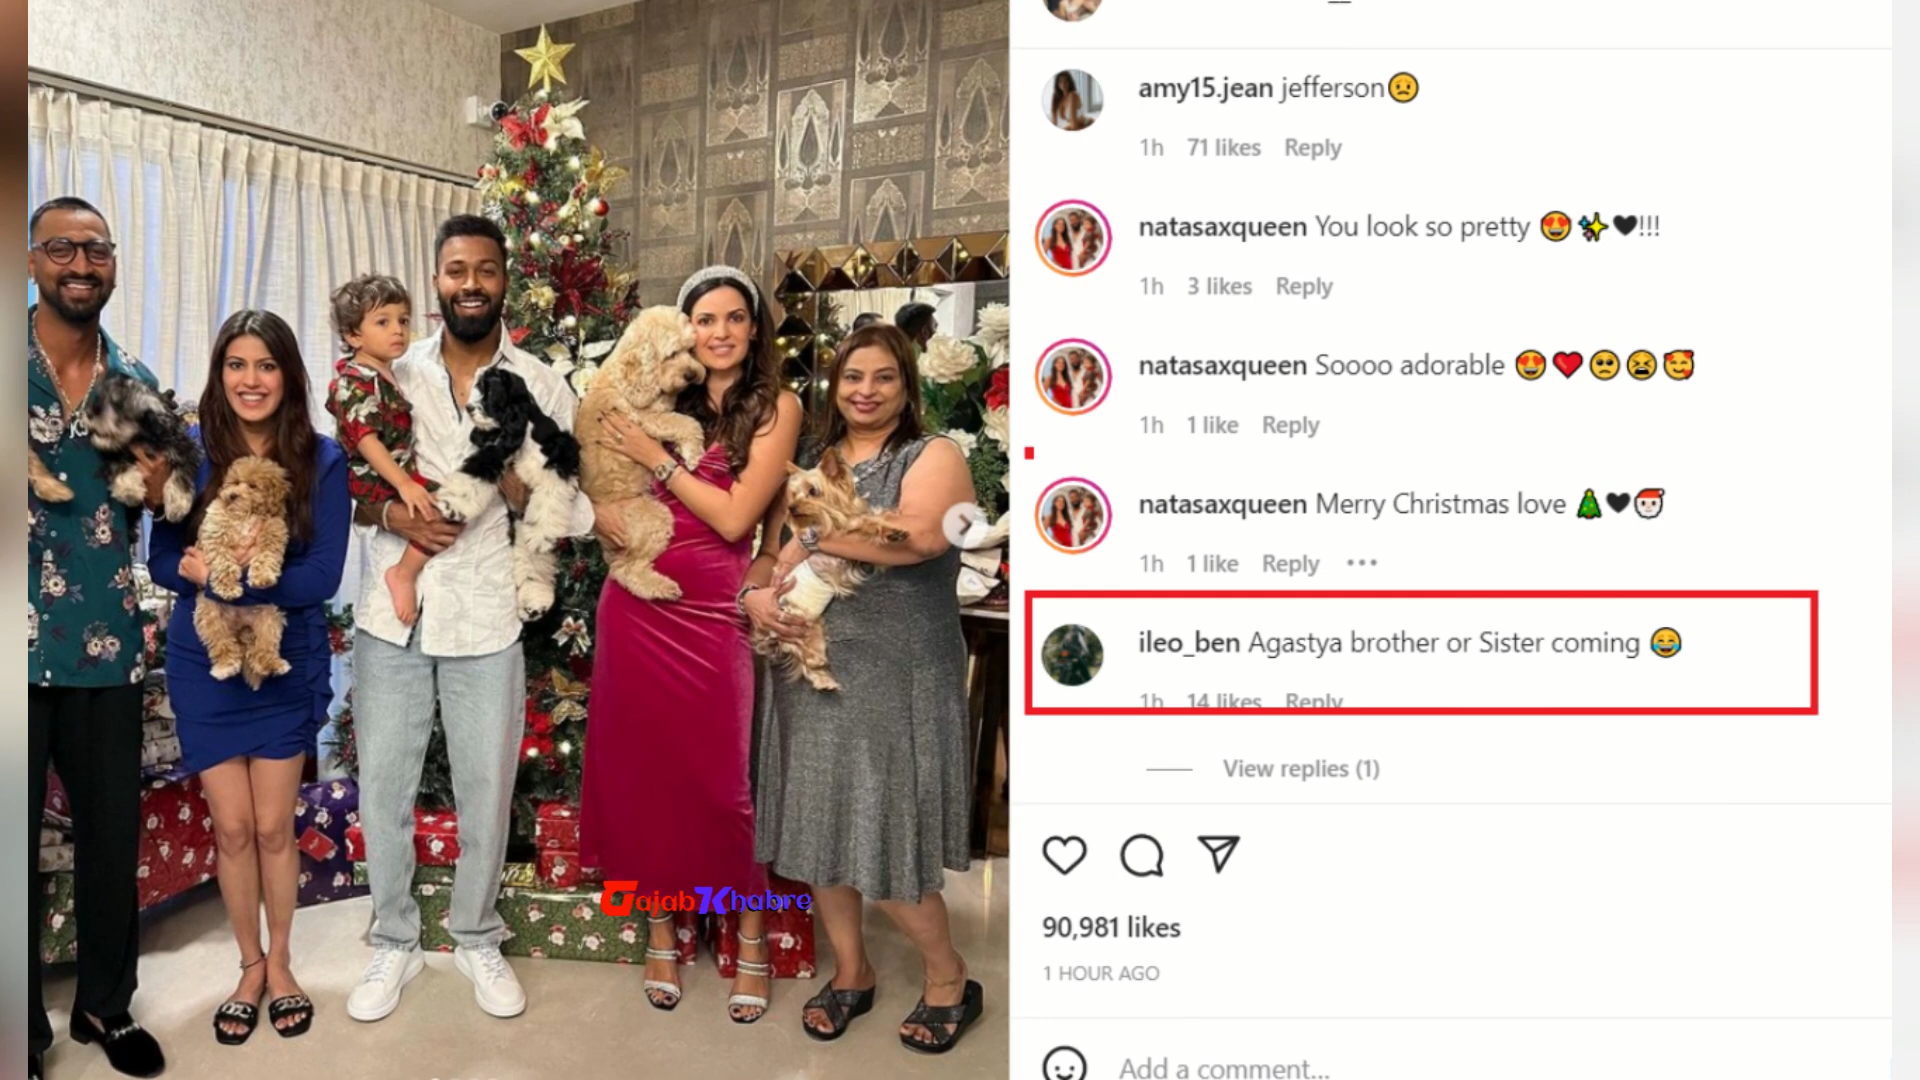 amy15.jean jefferson😟
1h 71 likes Reply
natasaxqueen You look so pretty 😍✨🖤!!!
1h 3 likes Reply
natasaxqueen Soooo adorable 😍❤️🥺😫🥰
1h 1 like Reply
natasaxqueen Merry Christmas love 🎄🖤🎅🏻
1h 1 like Reply •••
ileo_ben Agastya brother or Sister coming 😂
1h 14 likes Reply
View replies (1)
90,981 likes
1 HOUR AGO
Add a comment...
GajabKhabre